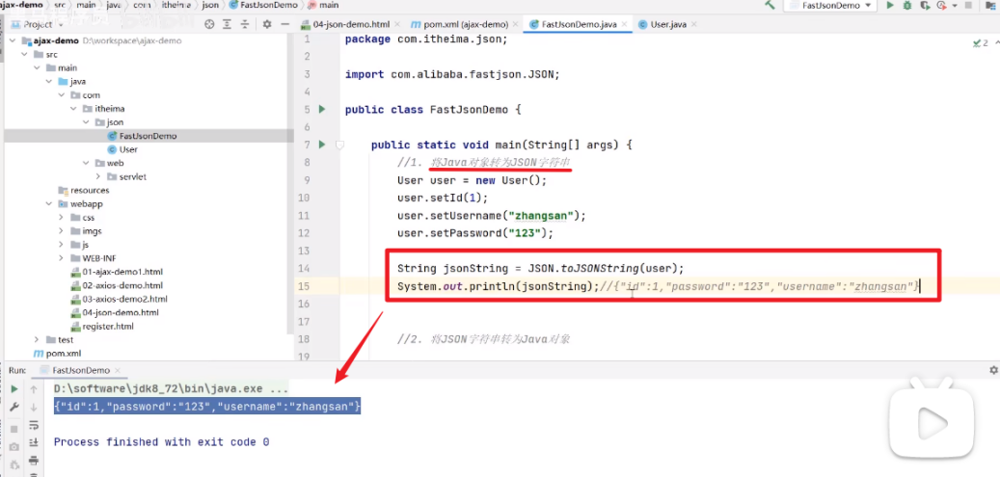 ajax-demo src main java com itheima json FastJsonDemo main FastJsonDemo
Project
04-json-demo.html pom.xml (ajax-demo) FastJsonDemo.java User.java
ajax-demo D:\workspace\ajax-demo
src
main
java
com
itheima
json
FastJsonDemo
User
web
servlet
resources
webapp
css
imgs
js
WEB-INF
01-ajax-demo1.html
02-axios-demo.html
03-axios-demo2.html
04-json-demo.html
register.html
test
pom.xml
2
1 package com.itheima.json;
2
3 import com.alibaba.fastjson.JSON;
4
5 public class FastJsonDemo {
6
7 public static void main(String[] args) {
8 //1. 将Java对象转为JSON字符串
9 User user = new User();
10 user.setId(1);
11 user.setUsername("zhangsan");
12 user.setPassword("123");
13
14 String jsonString = JSON.toJSONString(user);
15 System.out.println(jsonString);//{"id":1,"password":"123","username":"zhangsan"}
16
17
18 //2. 将JSON字符串转为Java对象
19
Run: FastJsonDemo
D:\software\jdk8_72\bin\java.exe ...
{"id":1,"password":"123","username":"zhangsan"}
Process finished with exit code 0